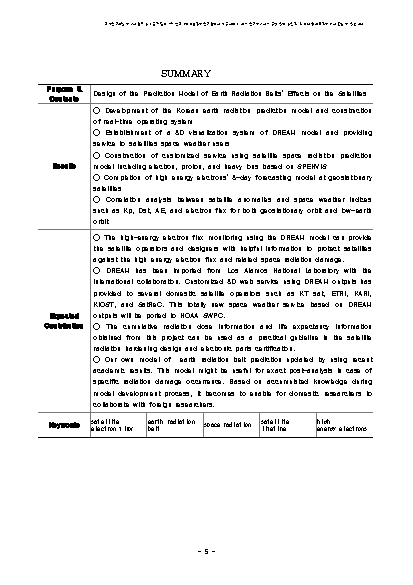 SUMMARY
Purpose &
Contents
Design of the Prediction Model of Earth Radiation Belts' Effects on the Satellites
Results
○ Development of the Korean earth radiation prediction model and construction
of real-time operating system
○ Establishment of a 3D visualization system of DREAM model and providing
service to satellites space weather users
○ Construction of customized service using satellite space radiation prediction
model including electron, proton, and heavy ions based on SPENVIS
○ Completion of high energy electrons' 3-day forecasting model at geostationary
satellites
○ Correlation analysis between satellite anomalies and space weather indices
such as Kp, Dst, AE, and electron flux for both geostationary orbit and low-earth
orbit
Expected
Contribution
○ The high-energy electron flux monitoring using the DREAM model can provide
the satellite operators and designers with helpful information to protect satellites
against the high energy electron flux and related space radiation damage.
○ DREAM has been imported from Los Alamos National Laboratory with the
international collaboration. Customized 3D web service using DREAM outputs has
provided to several domestic satellite operators such as KT sat, ETRI, KARI,
KIOST, and SatReC. This totally new space weather service based on DREAM
outputs will be ported to NOAA SWPC.
○ The cumulative radiation dose information and life expectancy information
obtained from this project can be used as a practical guideline in the satellite
radiation hardening design and electronic parts certification.
○ Our own model of earth radiation belt prediction updated by using recent
academic results. This model might be useful for exact post-analysis in case of
specific radiation damage occurrence. Based on accumulated knowledge during
model development process, it becomes to enable for domestic researchers to
collaborate with foreign researchers.
Keywords
satellite
electron flux
earth radiation
belt
space radiation
satellite
lifetime
high
energy electrons
- 5 -